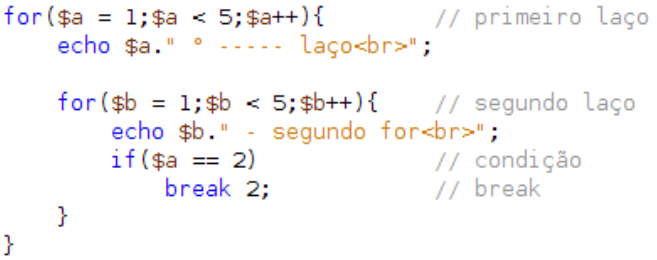 for($a = 1;$a < 5;$a++){ // primeiro laço
echo $a." ° ----- laço<br>";
for($b = 1;$b < 5;$b++){ // segundo laço
echo $b." - segundo for<br>";
if($a == 2) // condição
break 2; // break
}
}